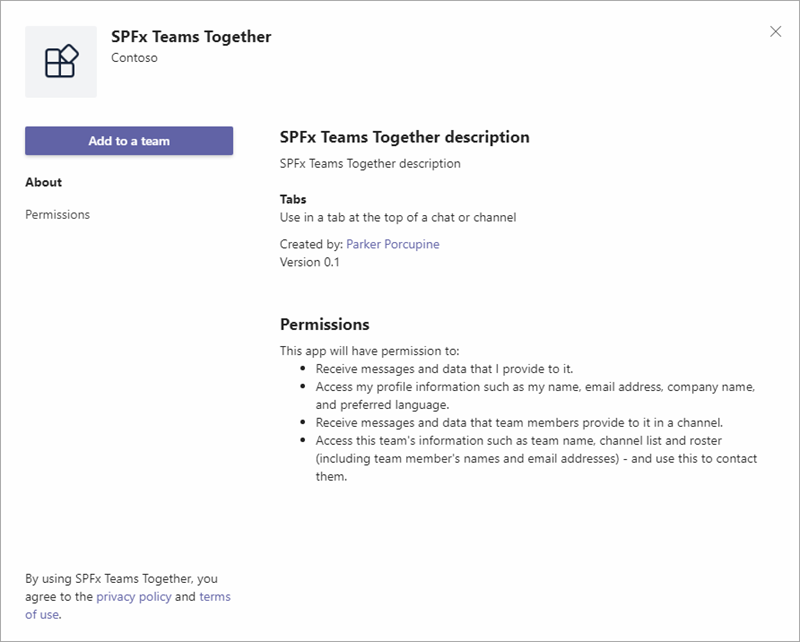 SPFx Teams Together
Contoso
Add to a team
About
Permissions
SPFx Teams Together description
SPFx Teams Together description
Tabs
Use in a tab at the top of a chat or channel
Created by: Parker Porcupine
Version 0.1
Permissions
This app will have permission to:
• Receive messages and data that I provide to it.
• Access my profile information such as my name, email address, company name,
and preferred language.
• Receive messages and data that team members provide to it in a channel.
• Access this team's information such as team name, channel list and roster
(including team member's names and email addresses) - and use this to contact
them.
By using SPFx Teams Together, you
agree to the privacy policy and terms
of use.